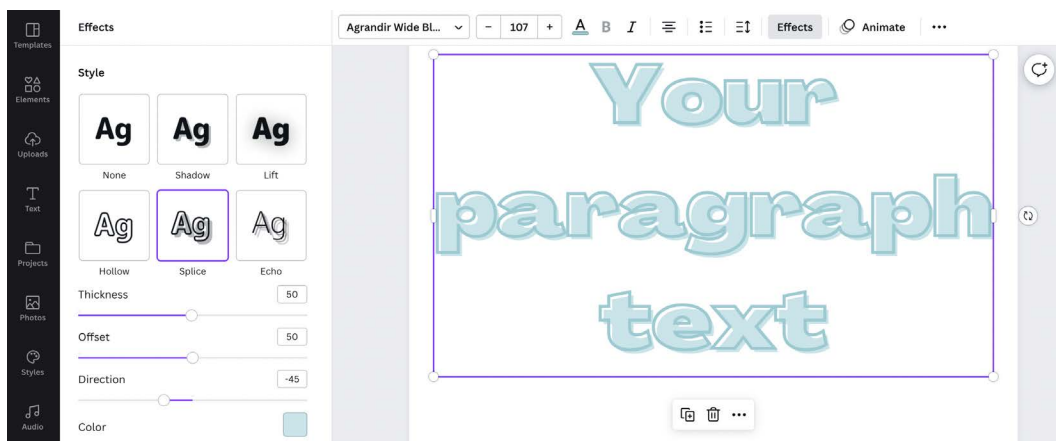 Templates
Elements
Uploads
Text
Projects
Photos
Styles
Audio
Effects
Style
Ag Ag Ag
None Shadow Lift
Ag Ag Ag
Hollow Splice Echo
Thickness 50
Offset 50
Direction -45
Color
Agrandir Wide Bl... − 107 + A B I Effects Animate
Your
paragraph
text